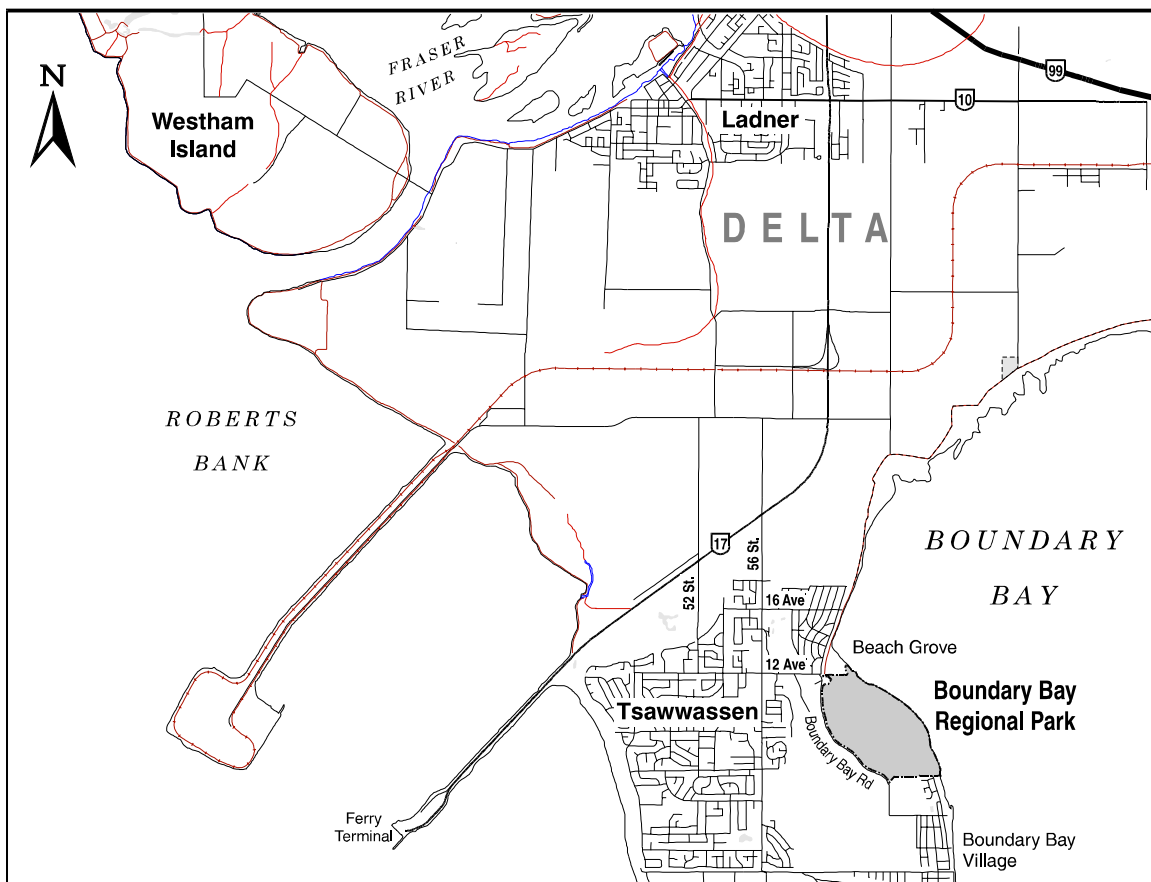 N
FRASER
RIVER
99
10
Westham
Island
Ladner
DELTA
ROBERTS
BANK
17
56 St.
52 St.
BOUNDARY
BAY
16 Ave
12 Ave
Beach Grove
Boundary Bay
Regional Park
Tsawwassen
Boundary Bay Rd
Ferry
Terminal
Boundary Bay
Village